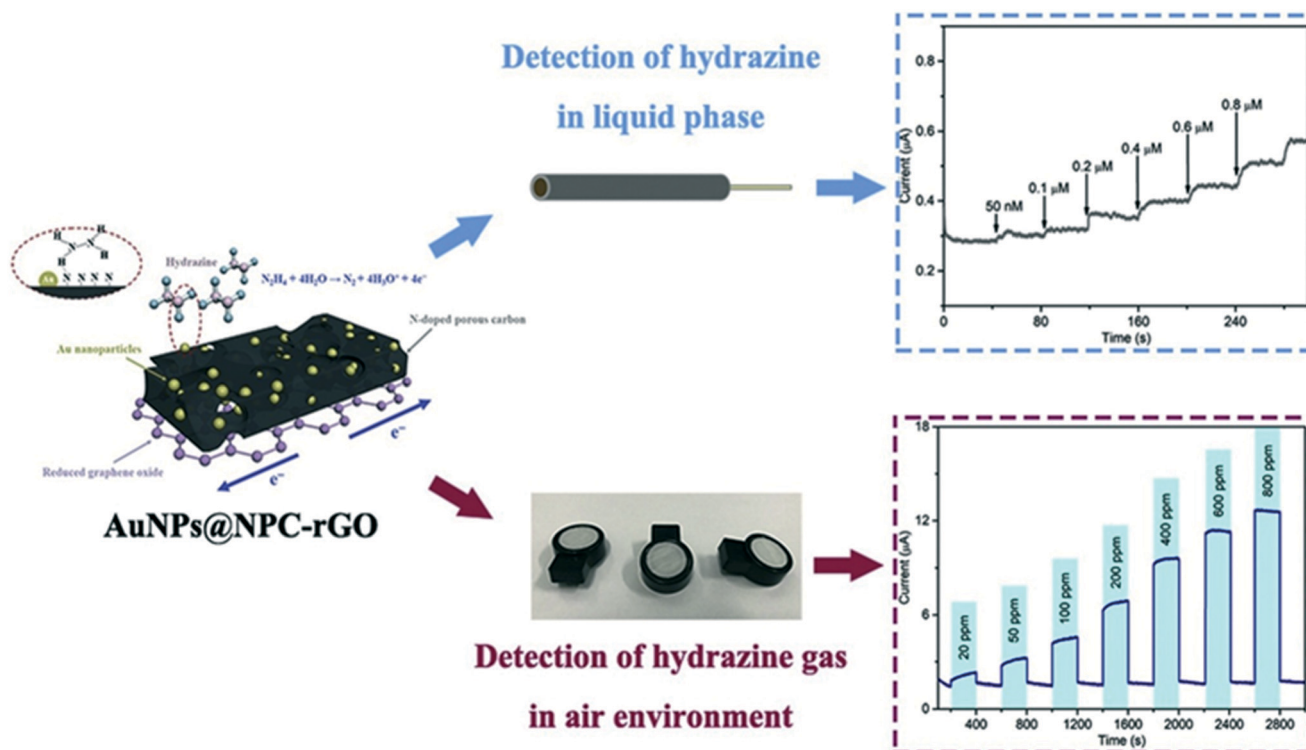 Detection of hydrazine
in liquid phase
H
H
N
N
H
H
Au
N N N N
Hydrazine
N₂H₄ + 4H₂O → N₂ + 4H₃O⁺ + 4e⁻
N-doped porous carbon
Au nanoparticles
Reduced graphene oxide
e⁻
e⁻
AuNPs@NPC-rGO
Current (μA)
0.8
0.6
0.4
0.2
50 nM
0.1 μM
0.2 μM
0.4 μM
0.6 μM
0.8 μM
0
80
160
240
Time (s)
Detection of hydrazine gas
in air environment
Current (μA)
18
12
6
0
20 ppm
50 ppm
100 ppm
200 ppm
400 ppm
600 ppm
800 ppm
400
800
1200
1600
2000
2400
2800
Time (s)